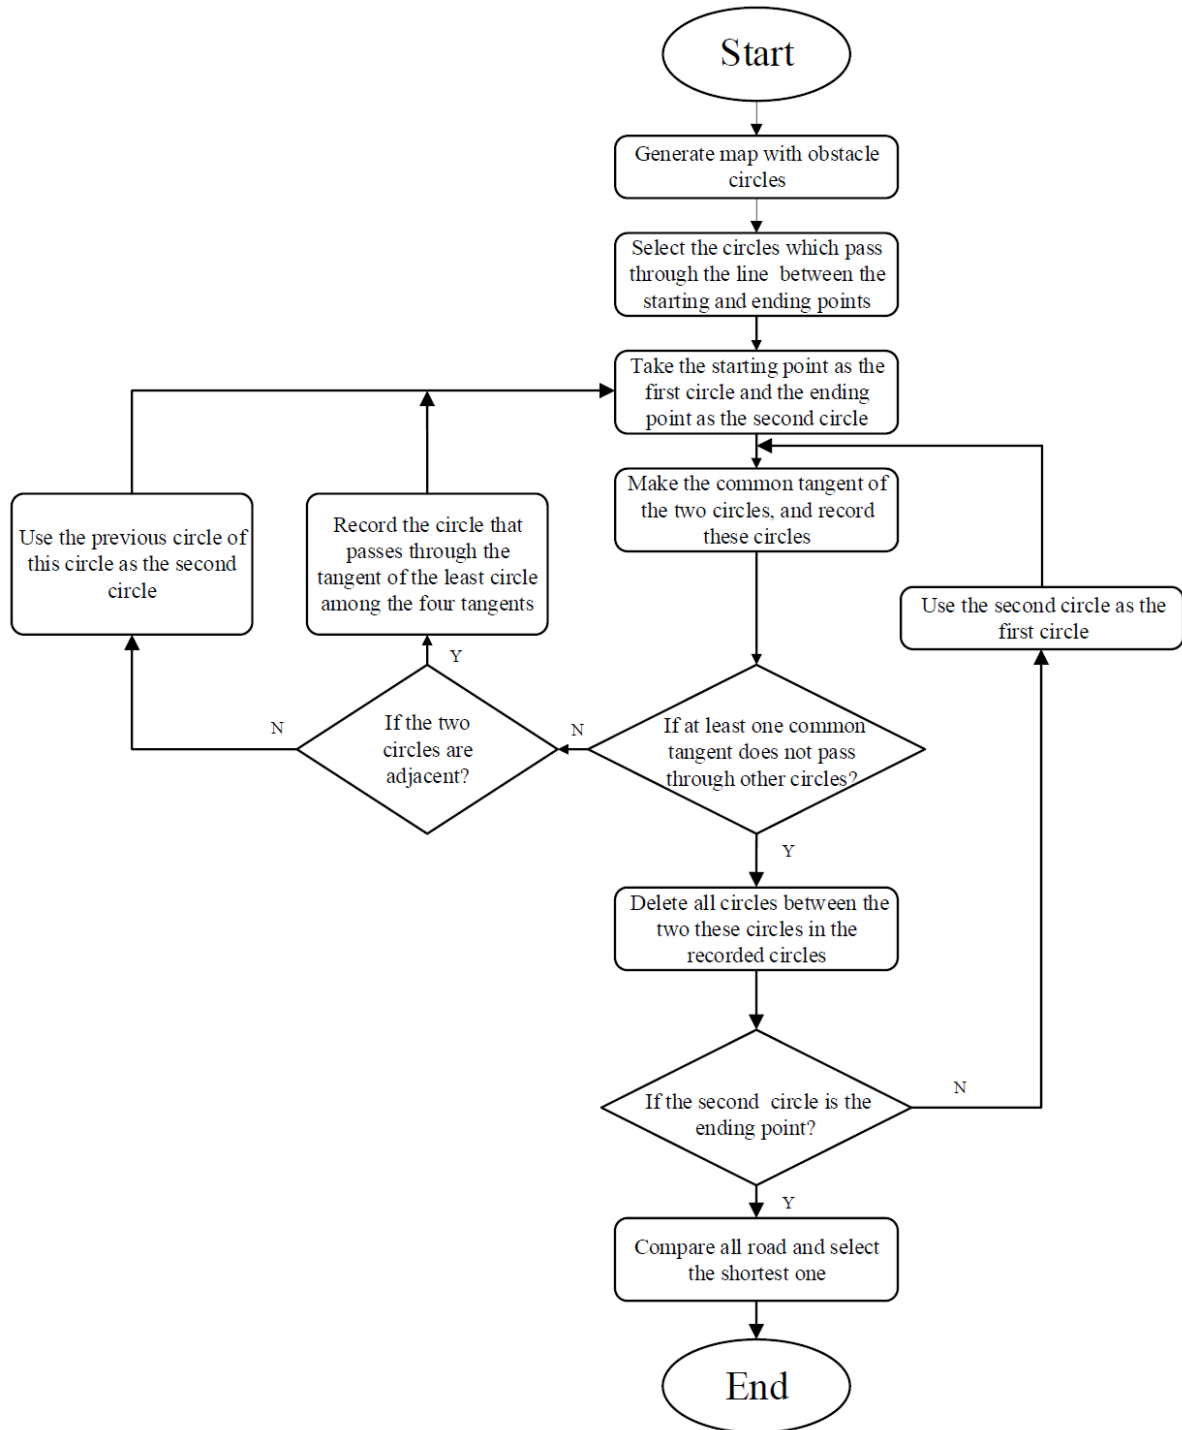 Start
Generate map with obstacle
circles
Select the circles which pass
through the line between the
starting and ending points
Take the starting point as the
first circle and the ending
point as the second circle
Make the common tangent of
the two circles, and record
these circles
Use the previous circle of
this circle as the second
circle
Record the circle that
passes through the
tangent of the least circle
among the four tangents
Use the second circle as the
first circle
Y
N
If the two
circles are
adjacent?
N
If at least one common
tangent does not pass
through other circles?
Y
Delete all circles between the
two these circles in the
recorded circles
If the second circle is the
ending point?
N
Y
Compare all road and select
the shortest one
End